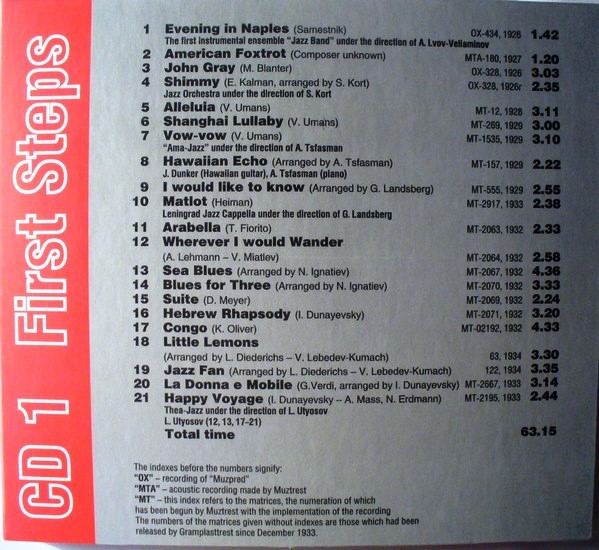 CD 1 First Steps
1 Evening in Naples (Samestnik) OX-434, 1926 1.42
The first instrumental ensemble "Jazz Band" under the direction of A. Lvov-Veliaminov
2 American Foxtrot (Composer unknown) MTA-180, 1927 1.20
3 John Gray (M. Blanter) OX-328, 1926 3.03
4 Shimmy (E. Kalman, arranged by S. Kort) OX-328, 1926r 2.35
Jazz Orchestra under the direction of S. Kort
5 Alleluia (V. Umans) MT-12, 1928 3.11
6 Shanghai Lullaby (V. Umans) MT-269, 1929 3.00
7 Vow-vow (V. Umans) MT-1535, 1929 3.10
"Ama-Jazz" under the direction of A. Tsfasman
8 Hawaiian Echo (Arranged by A. Tsfasman) MT-157, 1929 2.22
J. Dunker (Hawaiian guitar), A. Tsfasman (piano)
9 I would like to know (Arranged by G. Landsberg) MT-555, 1929 2.55
10 Matlot (Heiman) MT-2917, 1933 2.38
Leningrad Jazz Cappella under the direction of G. Landsberg
11 Arabella (T. Fiorito) MT-2063, 1932 2.33
12 Wherever I would Wander
(A. Lehmann – V. Miatlev) MT-2064, 1932 2.58
13 Sea Blues (Arranged by N. Ignatiev) MT-2067, 1932 4.36
14 Blues for Three (Arranged by N. Ignatiev) MT-2070, 1932 3.33
15 Suite (D. Meyer) MT-2069, 1932 2.24
16 Hebrew Rhapsody (I. Dunayevsky) MT-2071, 1932 3.20
17 Congo (K. Oliver) MT-02192, 1932 4.33
18 Little Lemons
(Arranged by L. Diederichs – V. Lebedev-Kumach) 63, 1934 3.30
19 Jazz Fan (Arranged by L. Diederichs – V. Lebedev-Kumach) 122, 1934 3.35
20 La Donna e Mobile (G.Verdi, arranged by I. Dunayevsky) MT-2667, 1933 3.14
21 Happy Voyage (I. Dunayevsky – A. Mass, N. Erdmann) MT-2195, 1933 2.44
Thea-Jazz under the direction of L. Utyosov
L. Utyosov (12, 13, 17–21)
Total time 63.15
The indexes before the numbers signify:
"OX" – recording of "Muzpred"
"MTA" – acoustic recording made by Muztrest
"MT" – this index refers to the matrices, the numeration of which
has been begun by Muztrest with the implementation of the recording
The numbers of the matrices given without indexes are those which had been
released by Gramplasttrest since December 1933.